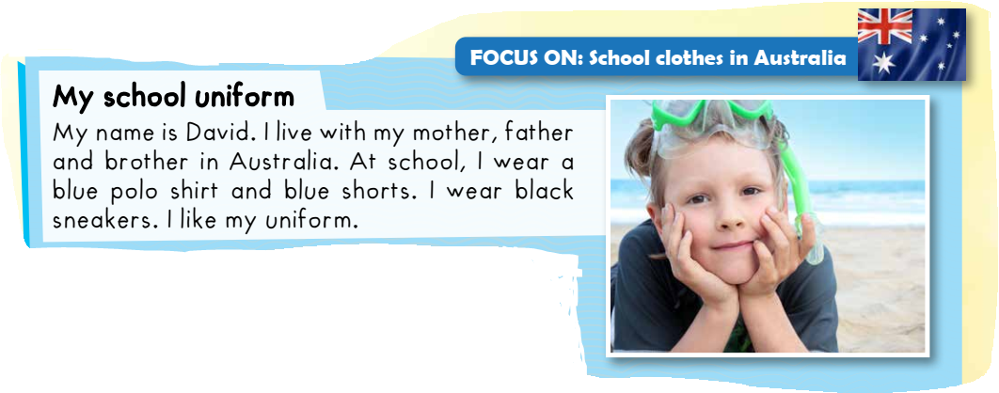 FOCUS ON: School clothes in Australia
My school uniform
My name is David. I live with my mother, father
and brother in Australia. At school, I wear a
blue polo shirt and blue shorts. I wear black
sneakers. I like my uniform.